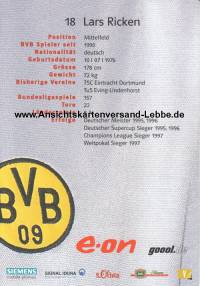 18 Lars Ricken
Position Mittelfeld
BVB Spieler seit 1990
Nationalität deutsch
Geburtsdatum 10 | 07 | 1976
Grösse 178 cm
Gewicht 72 kg
Bisherige Vereine TSC Eintracht Dortmund
TuS Eving-Lindenhorst
Bundesligaspiele 157
Tore 22
www.Ansichtskartenversand-Lebbe.de
Erfolge Deutscher Meister 1995, 1996
Deutscher Supercup Sieger 1995, 1996
Champions League Sieger 1997
Weltpokal Sieger 1997
BVB
09
e·on
goool.de
SIEMENS
SIGNAL IDUNA
s.Oliver